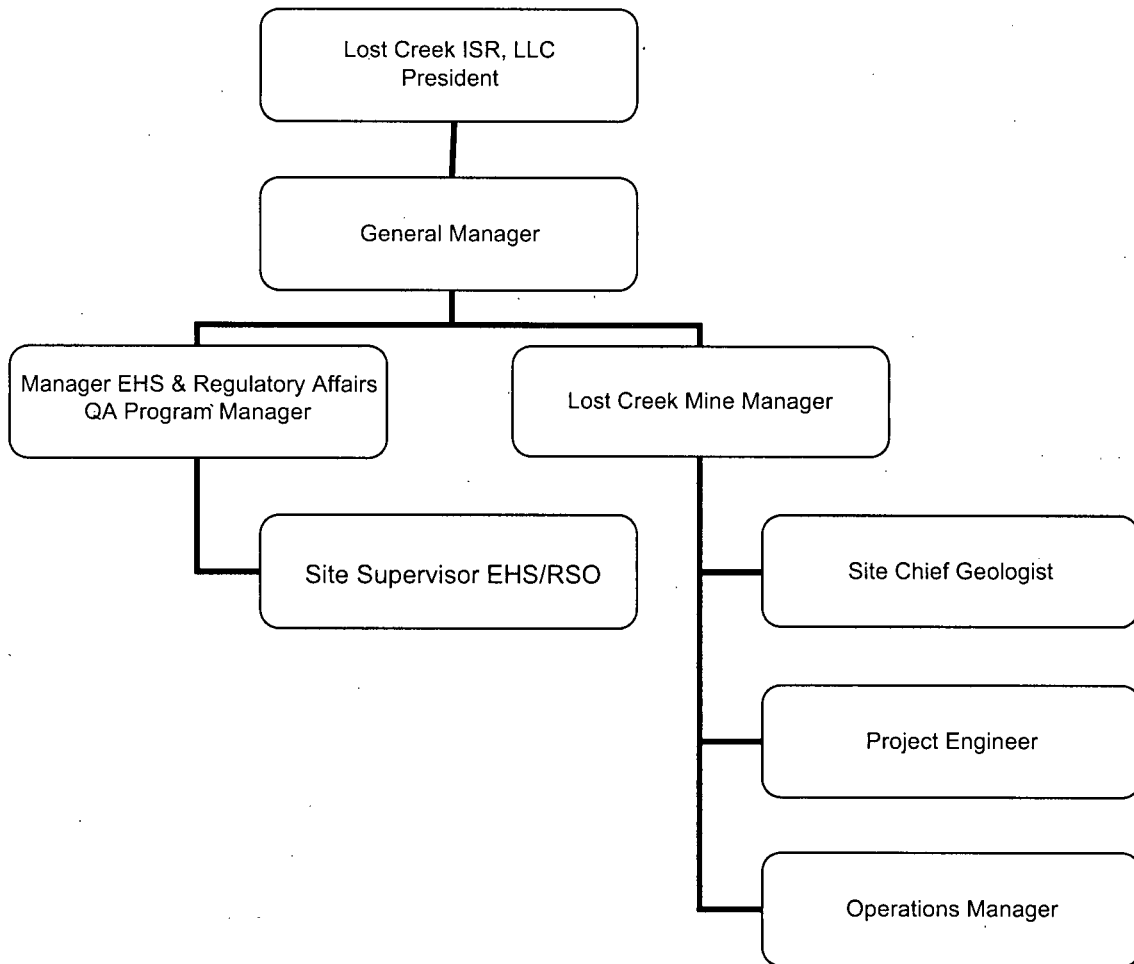 Lost Creek ISR, LLC
President
General Manager
Manager EHS & Regulatory Affairs
QA Program Manager
Lost Creek Mine Manager
Site Supervisor EHS/RSO
Site Chief Geologist
Project Engineer
Operations Manager